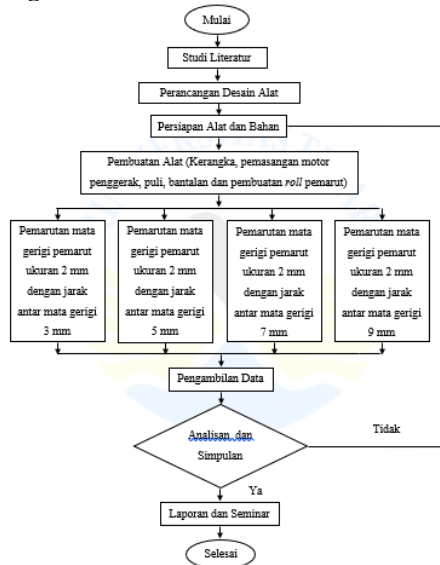 Mulai
Studi Literatur
Perancangan Desain Alat
Persiapan Alat dan Bahan
Pembuatan Alat (Kerangka, pemasangan motor
penggerak, puli, bantalan dan pembuatan roll pemarut)
Pemarutan mata
gerigi pemarut
ukuran 2 mm
dengan jarak
antar mata gerigi
3 mm
Pemarutan mata
gerigi pemarut
ukuran 2 mm
dengan jarak
antar mata gerigi
5 mm
Pemarutan mata
gerigi pemarut
ukuran 2 mm
dengan jarak
antar mata gerigi
7 mm
Pemarutan mata
gerigi pemarut
ukuran 2 mm
dengan jarak
antar mata gerigi
9 mm
Pengambilan Data
Analisan dan
Simpulan
Tidak
Ya
Laporan dan Seminar
Selesai